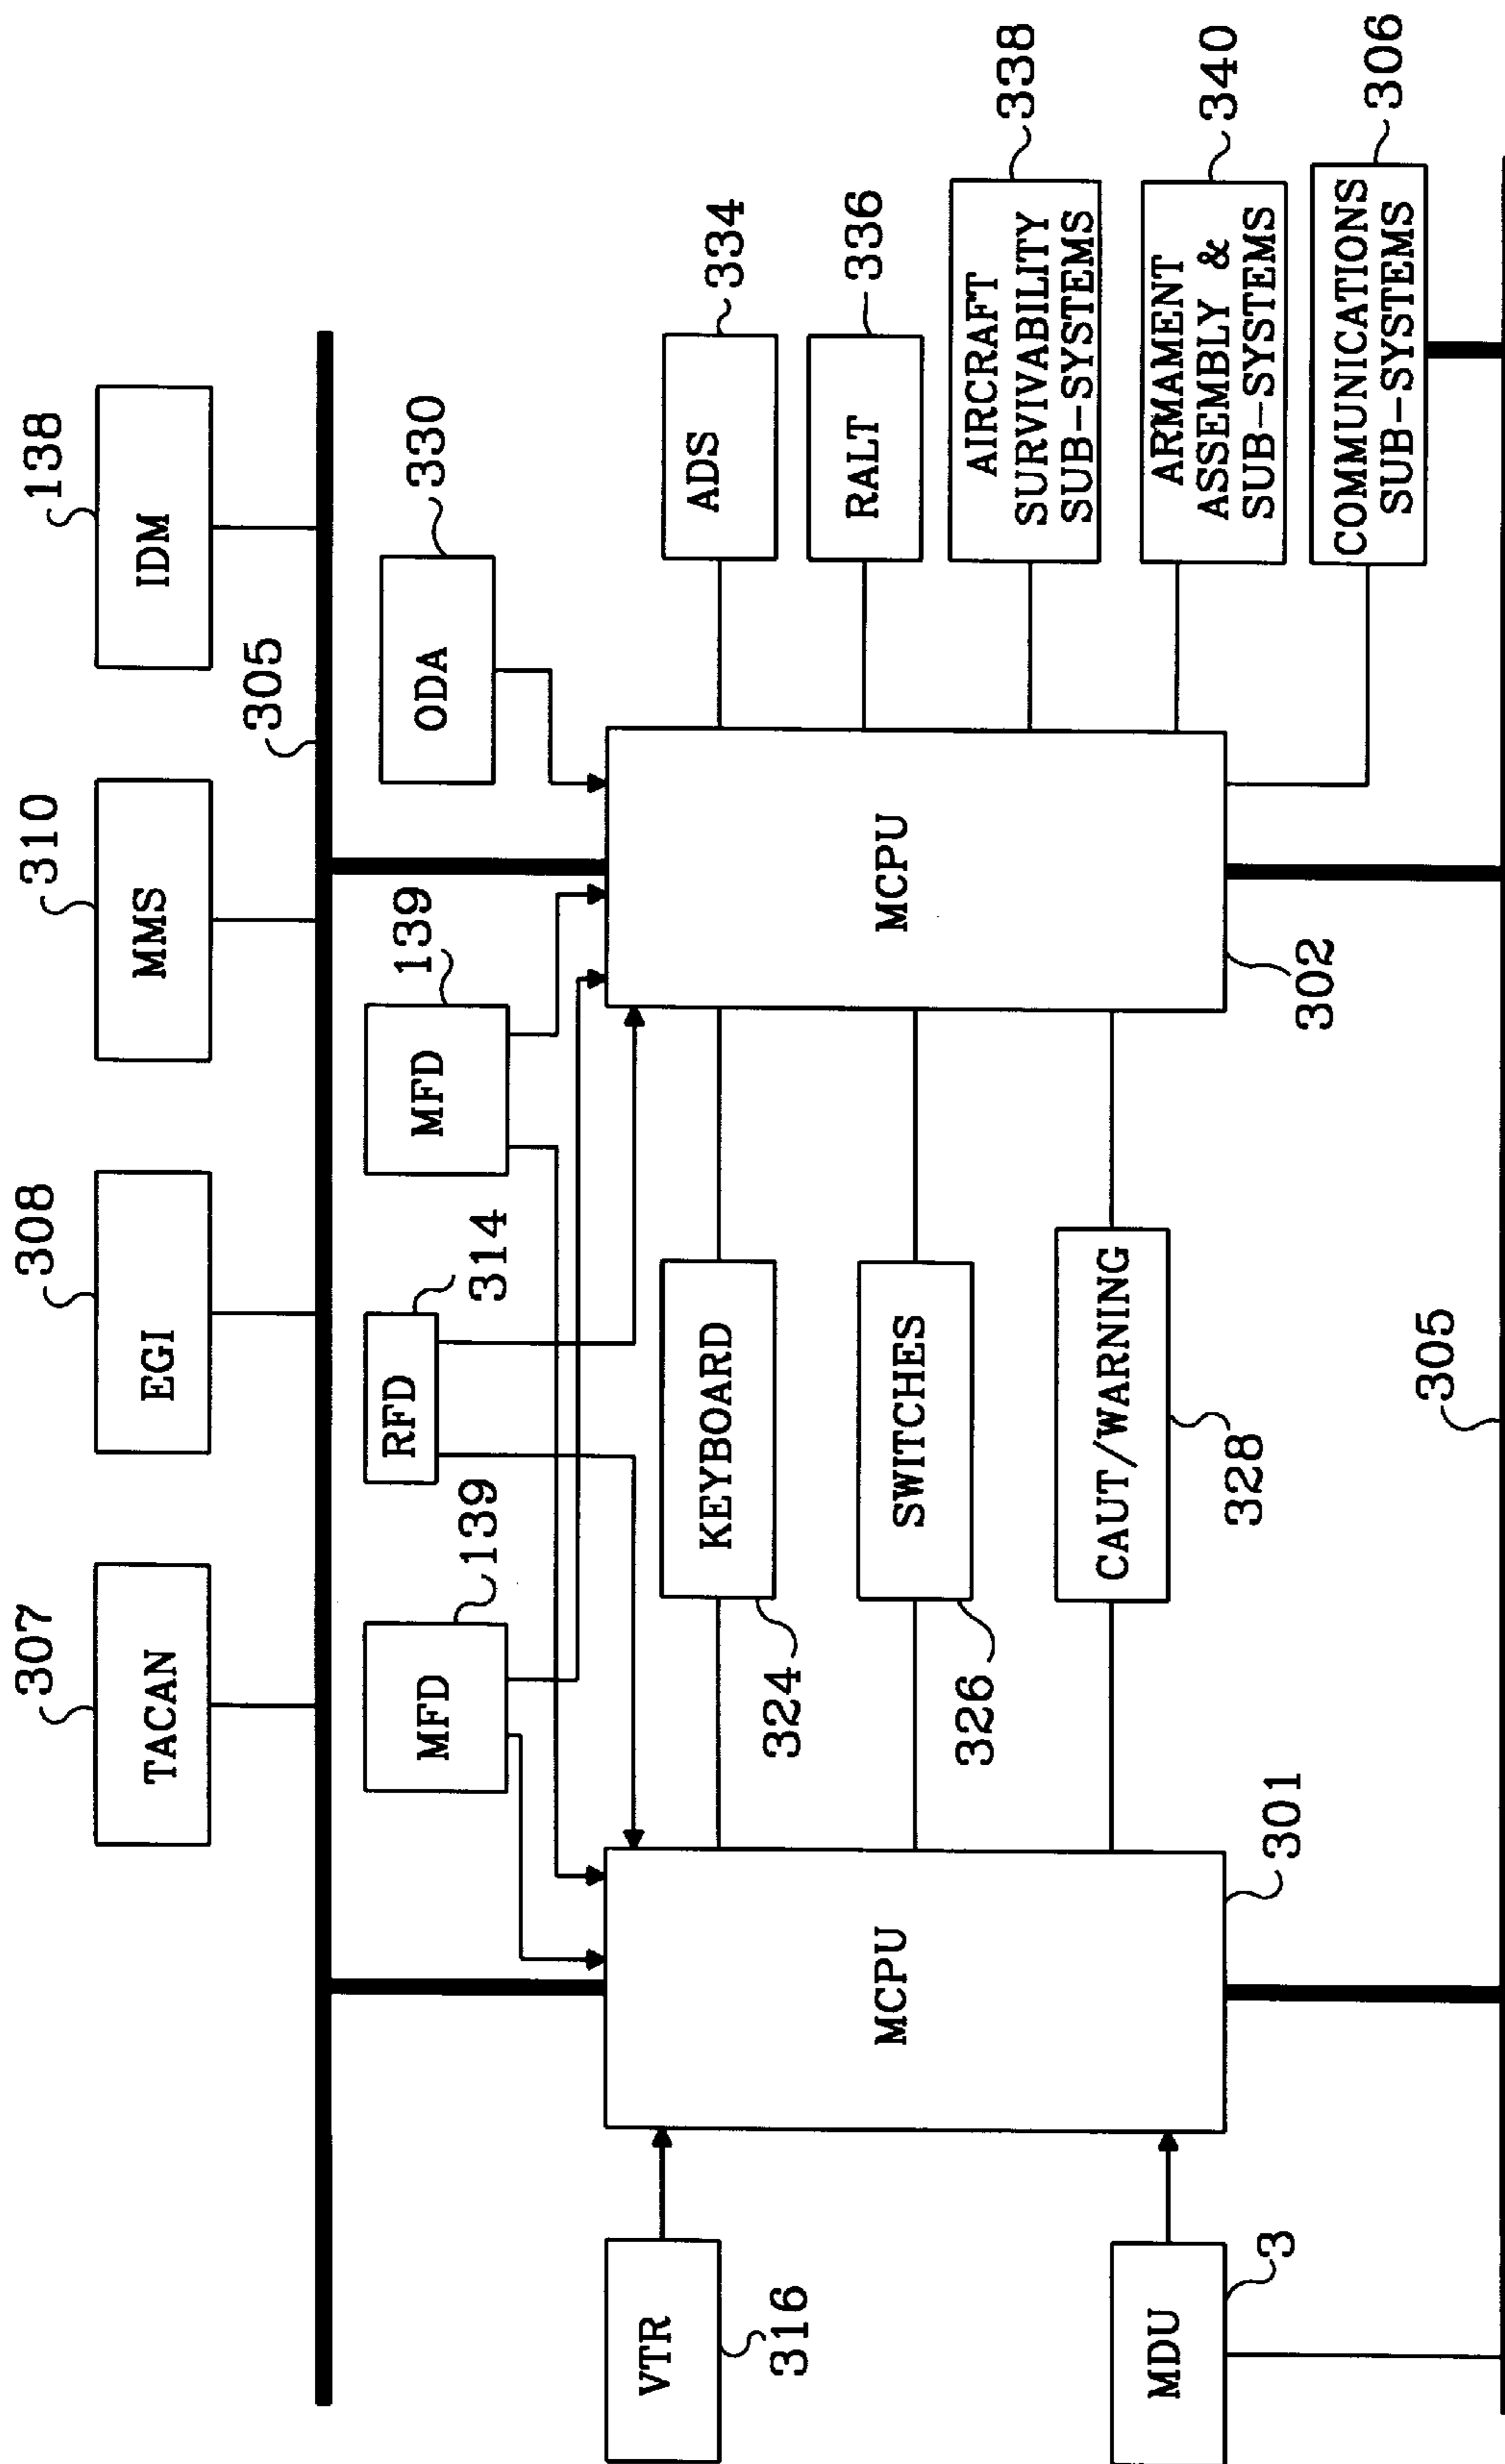 307
308
310
138
TACAN
EGI
MMS
IDM
305
139
314
139
330
MFD
RFD
MFD
ODA
VTR
316
MCPU
MCPU
KEYBOARD
324
SWITCHES
326
CAUT/WARNING
328
ADS
334
RALT
336
AIRCRAFT
SURVIVABILITY
SUB-SYSTEMS
338
ARMAMENT
ASSEMBLY &
SUB-SYSTEMS
340
COMMUNICATIONS
SUB-SYSTEMS
306
MDU
3
301
302
305